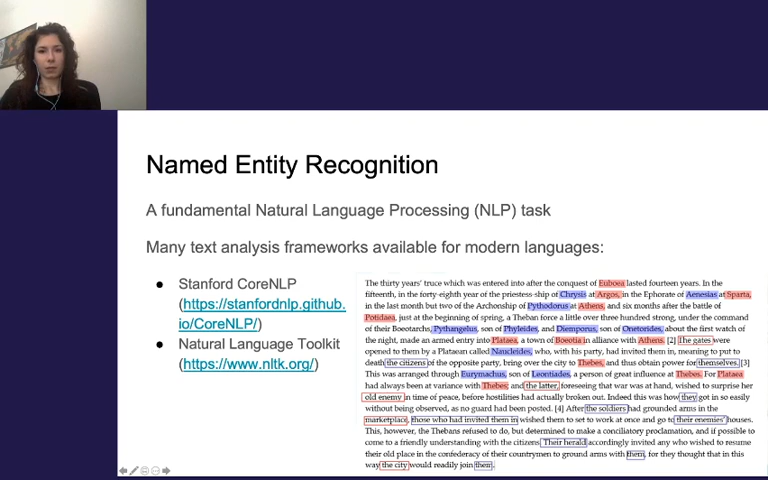 Named Entity Recognition
A fundamental Natural Language Processing (NLP) task
Many text analysis frameworks available for modern languages:
● Stanford CoreNLP
(https://stanfordnlp.github.
io/CoreNLP/)
● Natural Language Toolkit
(https://www.nltk.org/)
The thirty years' truce which was entered into after the conquest of Euboea lasted fourteen years. In the
fifteenth, in the forty-eighth year of the priestess-ship of Chrysis at Argos, in the Ephorate of Aenesias at Sparta,
in the last month but two of the Archonship of Pythodorus at Athens, and six months after the battle of
Potidaea, just at the beginning of spring, a Theban force a little over three hundred strong, under the command
of their Boeotarchs, Pythangelus, son of Phyleides, and Diemporus, son of Onetorides, about the first watch of
the night, made an armed entry into Plataea, a town of Boeotia in alliance with Athens. [2] The gates were
opened to them by a Plataean called Naucleides, who, with his party, had invited them in, meaning to put to
death the citizens of the opposite party, bring over the city to Thebes, and thus obtain power for themselves. [3]
This was arranged through Eurymachus, son of Leontiades, a person of great influence at Thebes. For Plataea
had always been at variance with Thebes; and the latter, foreseeing that war was at hand, wished to surprise her
old enemy in time of peace, before hostilities had actually broken out. Indeed this was how they got in so easily
without being observed, as no guard had been posted. [4] After the soldiers had grounded arms in the
marketplace, those who had invited them in wished them to set to work at once and go to their enemies' houses.
This, however, the Thebans refused to do, but determined to make a conciliatory proclamation, and if possible to
come to a friendly understanding with the citizens. Their herald accordingly invited any who wished to resume
their old place in the confederacy of their countrymen to ground arms with them, for they thought that in this
way the city would readily join them.